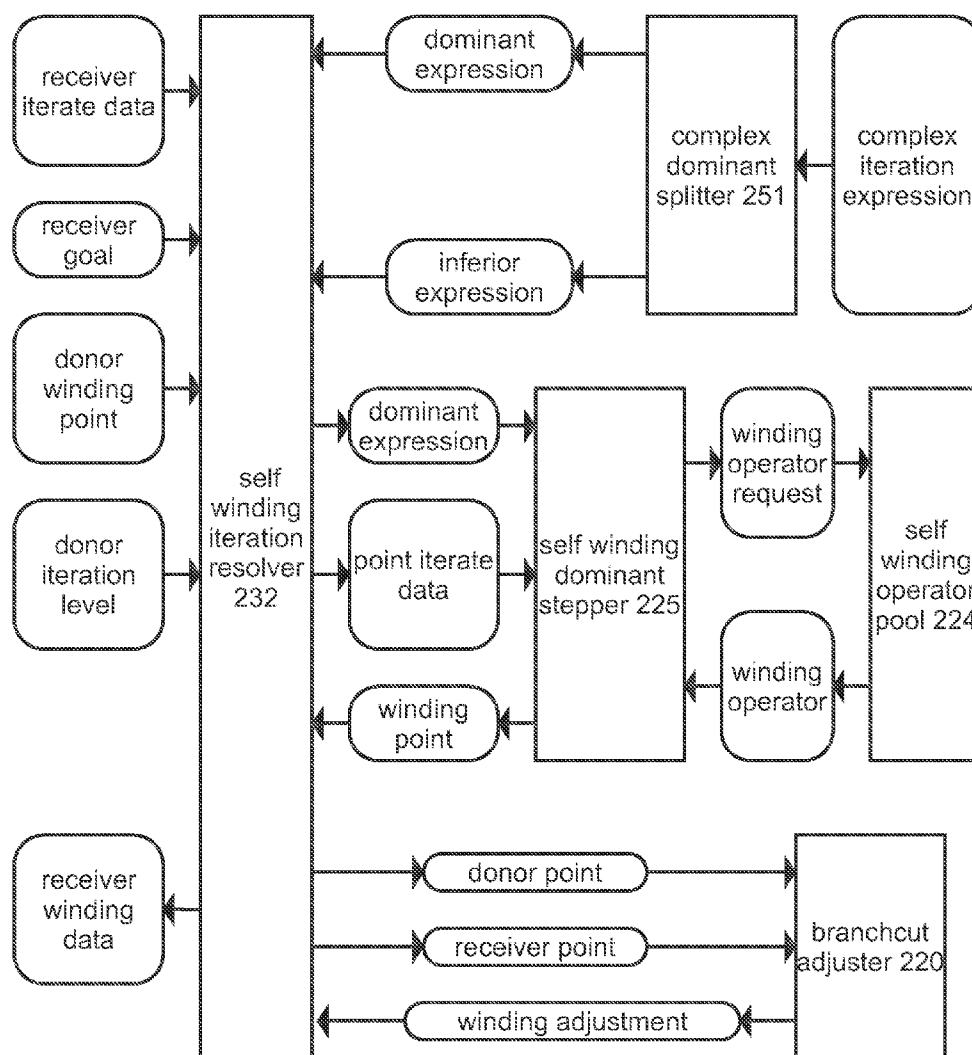 receiver
iterate data
receiver
goal
donor
winding
point
donor
iteration
level
receiver
winding
data
self
winding
iteration
resolver
232
dominant
expression
inferior
expression
complex
dominant
splitter 251
complex
iteration
expression
dominant
expression
point iterate
data
winding
point
self winding
dominant
stepper 225
winding
operator
request
winding
operator
self
winding
operator
pool 224
donor point
receiver point
winding adjustment
branchcut
adjuster 220